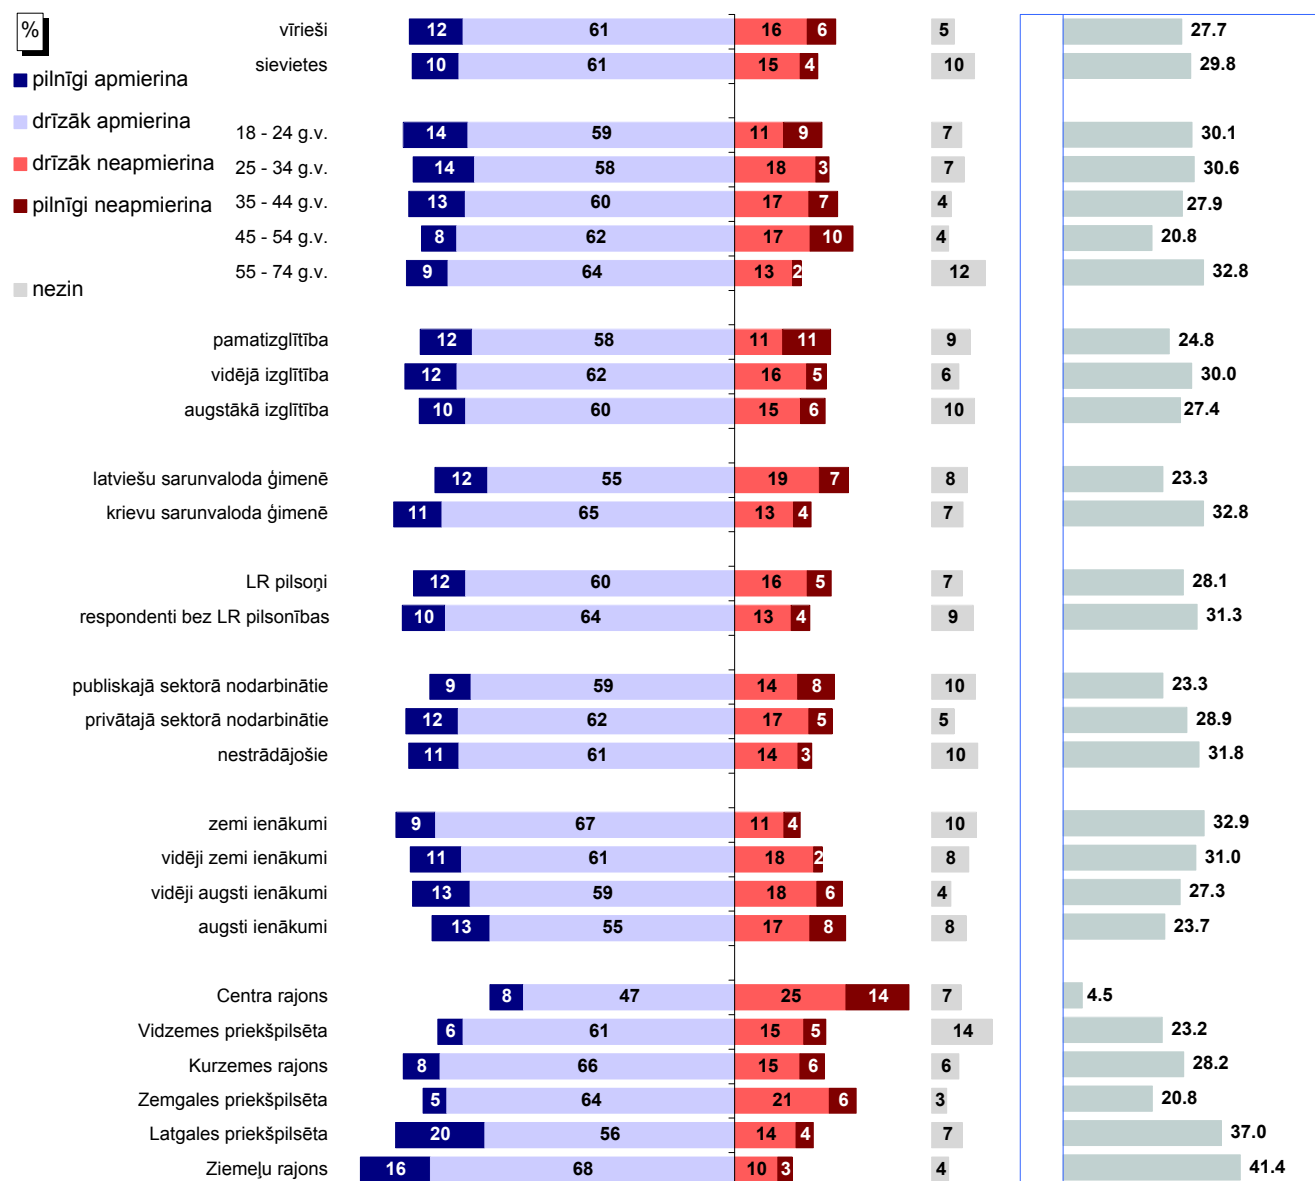 %
pilnīgi apmierina
drīzāk apmierina
drīzāk neapmierina
pilnīgi neapmierina
nezin
vīrieši 12 61 16 6 5 27.7
sievietes 10 61 15 4 10 29.8
18 - 24 g.v. 14 59 11 9 7 30.1
25 - 34 g.v. 14 58 18 3 7 30.6
35 - 44 g.v. 13 60 17 7 4 27.9
45 - 54 g.v. 8 62 17 10 4 20.8
55 - 74 g.v. 9 64 13 2 12 32.8
pamatizglītība 12 58 11 11 9 24.8
vidējā izglītība 12 62 16 5 6 30.0
augstākā izglītība 10 60 15 6 10 27.4
latviešu sarunvaloda ģimenē 12 55 19 7 8 23.3
krievu sarunvaloda ģimenē 11 65 13 4 7 32.8
LR pilsoņi 12 60 16 5 7 28.1
respondenti bez LR pilsonības 10 64 13 4 9 31.3
publiskajā sektorā nodarbinātie 9 59 14 8 10 23.3
privātajā sektorā nodarbinātie 12 62 17 5 5 28.9
nestrādājošie 11 61 14 3 10 31.8
zemi ienākumi 9 67 11 4 10 32.9
vidēji zemi ienākumi 11 61 18 2 8 31.0
vidēji augsti ienākumi 13 59 18 6 4 27.3
augsti ienākumi 13 55 17 8 8 23.7
Centra rajons 8 47 25 14 7 4.5
Vidzemes priekšpilsēta 6 61 15 5 14 23.2
Kurzemes rajons 8 66 15 6 6 28.2
Zemgales priekšpilsēta 5 64 21 6 3 20.8
Latgales priekšpilsēta 20 56 14 4 7 37.0
Ziemeļu rajons 16 68 10 3 4 41.4